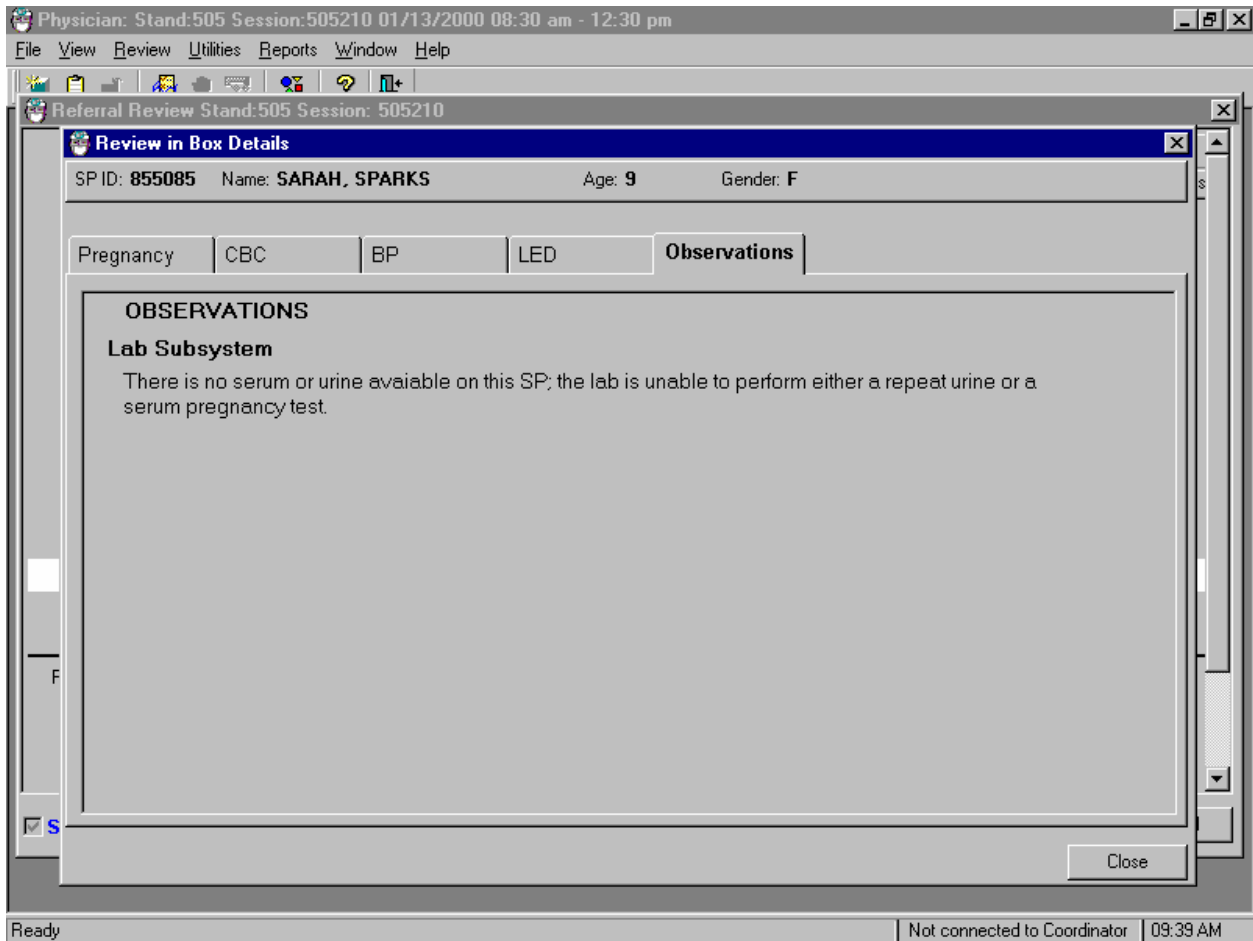 Physician: Stand:505 Session:505210 01/13/2000 08:30 am - 12:30 pm
File View Review Utilities Reports Window Help
Referral Review Stand:505 Session: 505210
Review in Box Details
SP ID: 855085 Name: SARAH, SPARKS Age: 9 Gender: F
s
Pregnancy CBC BP LED Observations
OBSERVATIONS
Lab Subsystem
There is no serum or urine avaiable on this SP; the lab is unable to perform either a repeat urine or a
serum pregnancy test.
F
S
Close
Ready Not connected to Coordinator 09:39 AM